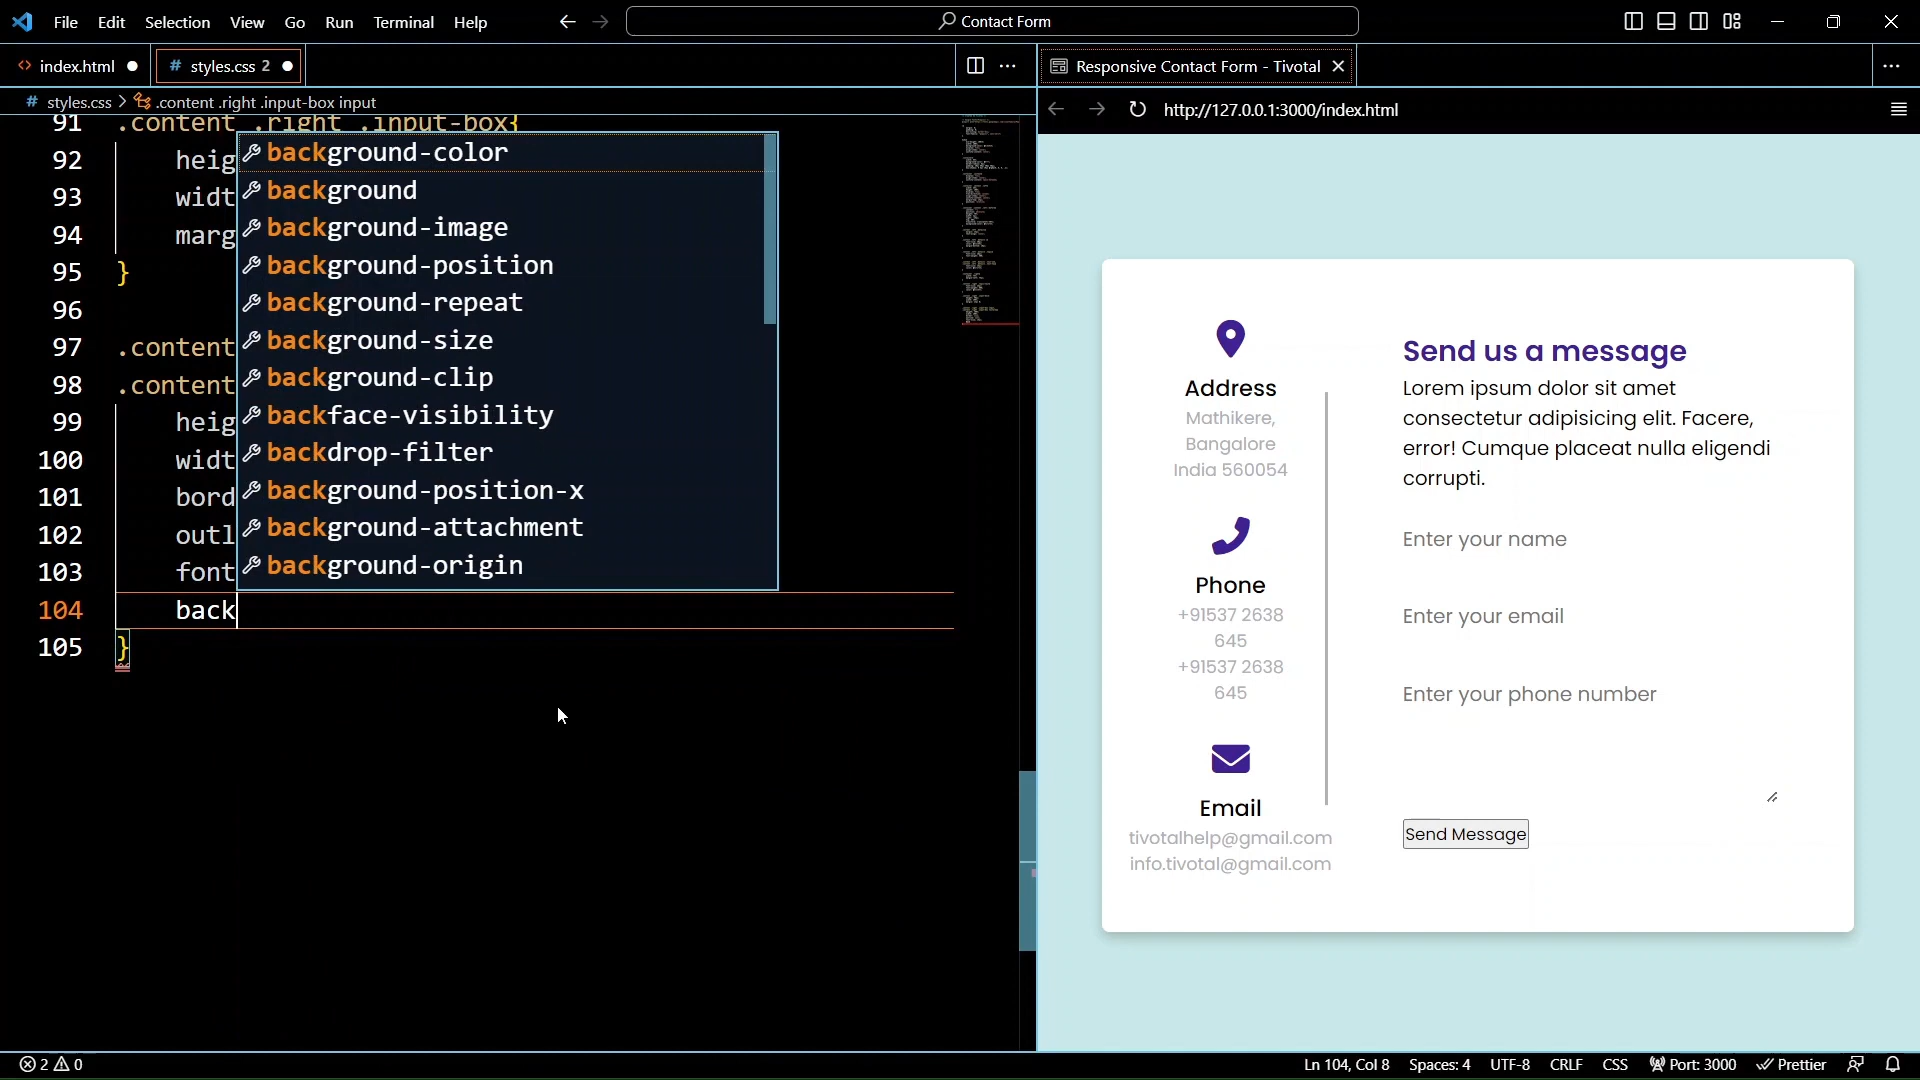 File Edit Selection View Go Run Terminal Help
Contact Form
index.html
# styles.css 2
Responsive Contact Form - Tivotal
# styles.css > .content .right .input-box input
http://127.0.0.1:3000/index.html
91 .content .right .input-box{
92 heig
93 widt
94 marg
95 }
96
97 .content
98 .content
99 heig
100 widt
101 bord
102 outl
103 font
104 back
105 }
background-color
background
background-image
background-position
background-repeat
background-size
background-clip
backface-visibility
backdrop-filter
background-position-x
background-attachment
background-origin
Address
Mathikere,
Bangalore
India 560054
Phone
+91537 2638
645
+91537 2638
645
Email
tivotalhelp@gmail.com
info.tivotal@gmail.com
Send us a message
Lorem ipsum dolor sit amet
consectetur adipisicing elit. Facere,
error! Cumque placeat nulla eligendi
corrupti.
Enter your name
Enter your email
Enter your phone number
Send Message
2 0
Ln 104, Col 8 Spaces: 4 UTF-8 CRLF CSS Port: 3000 Prettier